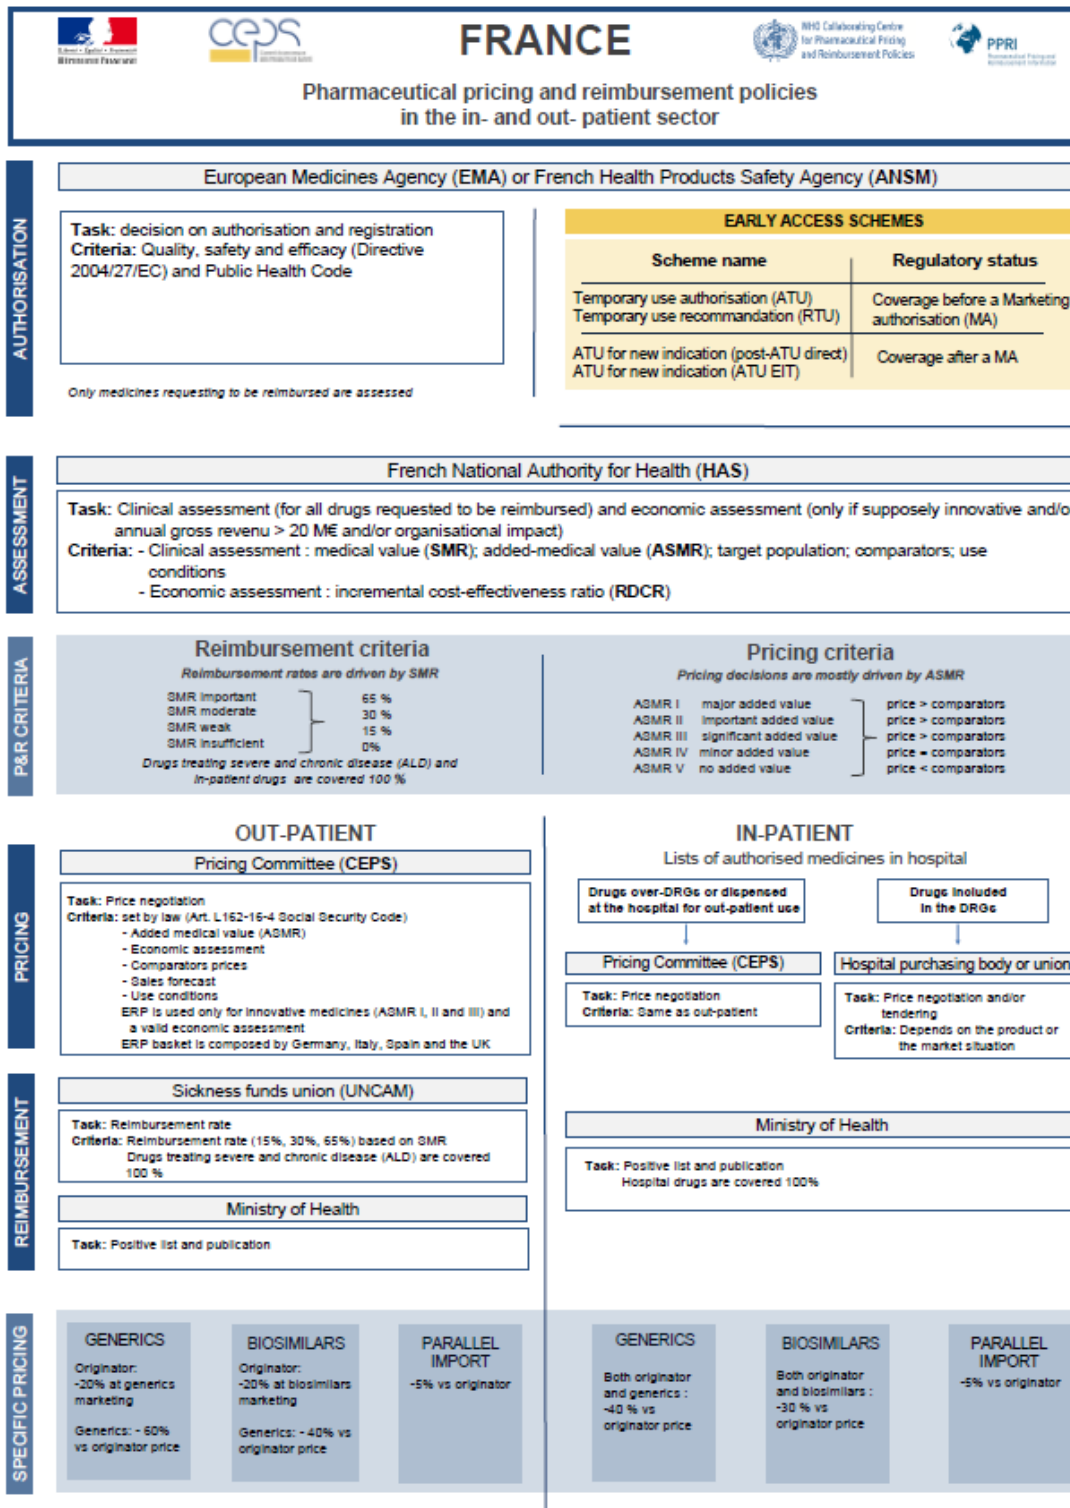 FRANCE
WHO Collaborating Centre
for Pharmaceutical Pricing
and Reimbursement Policies
PPRI
ceps
Pharmaceutical pricing and reimbursement policies
in the in- and out- patient sector
AUTHORISATION
European Medicines Agency (EMA) or French Health Products Safety Agency (ANSM)
Task: decision on authorisation and registration
Criteria: Quality, safety and efficacy (Directive
2004/27/EC) and Public Health Code
Only medicines requesting to be reimbursed are assessed
EARLY ACCESS SCHEMES
Scheme name
Regulatory status
Temporary use authorisation (ATU)
Temporary use recommandation (RTU)
Coverage before a Marketing
authorisation (MA)
ATU for new indication (post-ATU direct)
ATU for new indication (ATU EIT)
Coverage after a MA
ASSESSMENT
French National Authority for Health (HAS)
Task: Clinical assessment (for all drugs requested to be reimbursed) and economic assessment (only if supposely innovative and/o
annual gross revenu > 20 M€ and/or organisational impact)
Criteria: - Clinical assessment : medical value (SMR); added-medical value (ASMR); target population; comparators; use
conditions
- Economic assessment : incremental cost-effectiveness ratio (RDCR)
P&R CRITERIA
Reimbursement criteria
Reimbursement rates are driven by SMR
SMR important 65 %
SMR moderate 30 %
SMR weak 15 %
SMR insufficient 0%
Drugs treating severe and chronic disease (ALD) and
in-patient drugs are covered 100 %
Pricing criteria
Pricing decisions are mostly driven by ASMR
ASMR I major added value price > comparators
ASMR II important added value price > comparators
ASMR III significant added value price > comparators
ASMR IV minor added value price = comparators
ASMR V no added value price < comparators
PRICING
OUT-PATIENT
Pricing Committee (CEPS)
Task: Price negotiation
Criteria: set by law (Art. L162-16-4 Social Security Code)
- Added medical value (ASMR)
- Economic assessment
- Comparators prices
- Sales forecast
- Use conditions
ERP is used only for innovative medicines (ASMR I, II and III) and
a valid economic assessment
ERP basket is composed by Germany, Italy, Spain and the UK
IN-PATIENT
Lists of authorised medicines in hospital
Drugs over-DRGs or dispensed
at the hospital for out-patient use
Drugs included
in the DRGs
Pricing Committee (CEPS)
Task: Price negotiation
Criteria: Same as out-patient
Hospital purchasing body or union
Task: Price negotiation and/or
tendering
Criteria: Depends on the product or
the market situation
REIMBURSEMENT
Sickness funds union (UNCAM)
Task: Reimbursement rate
Criteria: Reimbursement rate (15%, 30%, 65%) based on SMR
Drugs treating severe and chronic disease (ALD) are covered
100 %
Ministry of Health
Task: Positive list and publication
Ministry of Health
Task: Positive list and publication
Hospital drugs are covered 100%
SPECIFIC PRICING
GENERICS
Originator:
-20% at generics
marketing
Generics: - 60%
vs originator price
BIOSIMILARS
Originator:
-20% at biosimilars
marketing
Generics: - 40% vs
originator price
PARALLEL
IMPORT
-5% vs originator
GENERICS
Both originator
and generics :
-40 % vs
originator price
BIOSIMILARS
Both originator
and biosimilars :
-30 % vs
originator price
PARALLEL
IMPORT
-5% vs originator